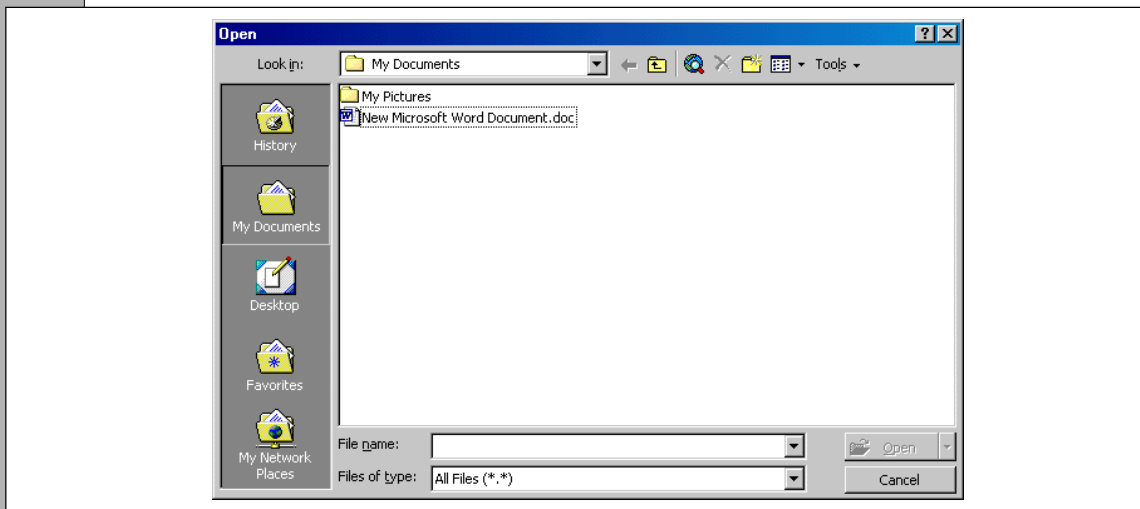 Open
Look in:
My Documents
Tools
My Pictures
New Microsoft Word Document.doc
History
My Documents
Desktop
Favorites
My Network
Places
File name:
Open
Files of type:
All Files (*.*)
Cancel